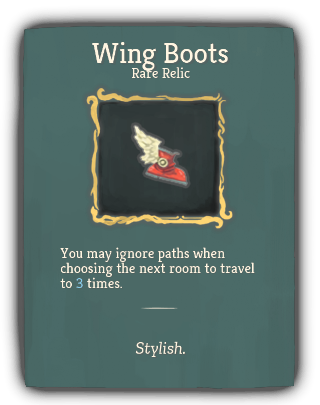 Wing Boots
Rare Relic
You may ignore paths when
choosing the next room to travel
to 3 times.
Stylish.